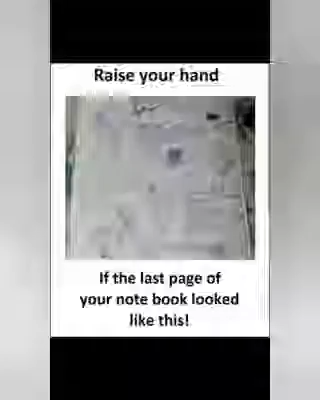 Raise your hand
If the last page of
your note book looked
like this!